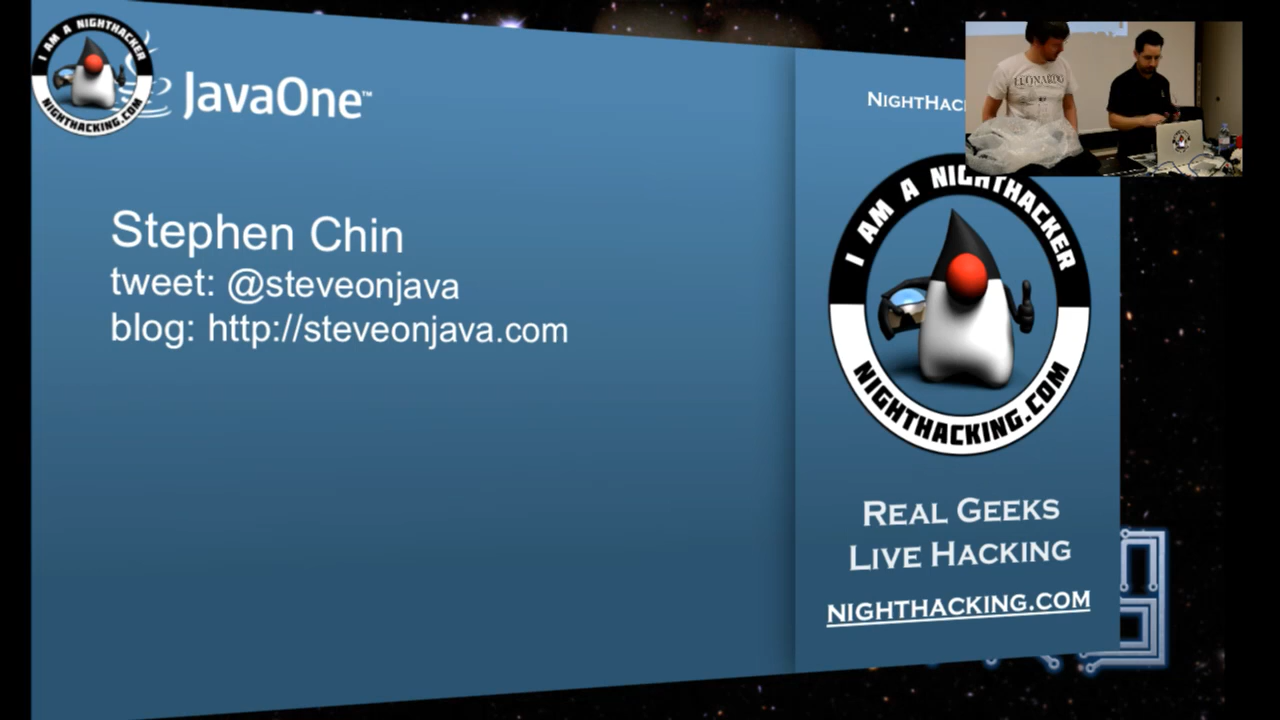 I AM A NIGHTHACKER
NIGHTHACKING.COM
JavaOne™
Stephen Chin
tweet: @steveonjava
blog: http://steveonjava.com
I AM A NIGHTHACKER
NIGHTHACKING.COM
REAL GEEKS
LIVE HACKING
NIGHTHACKING.COM
LEONARDO